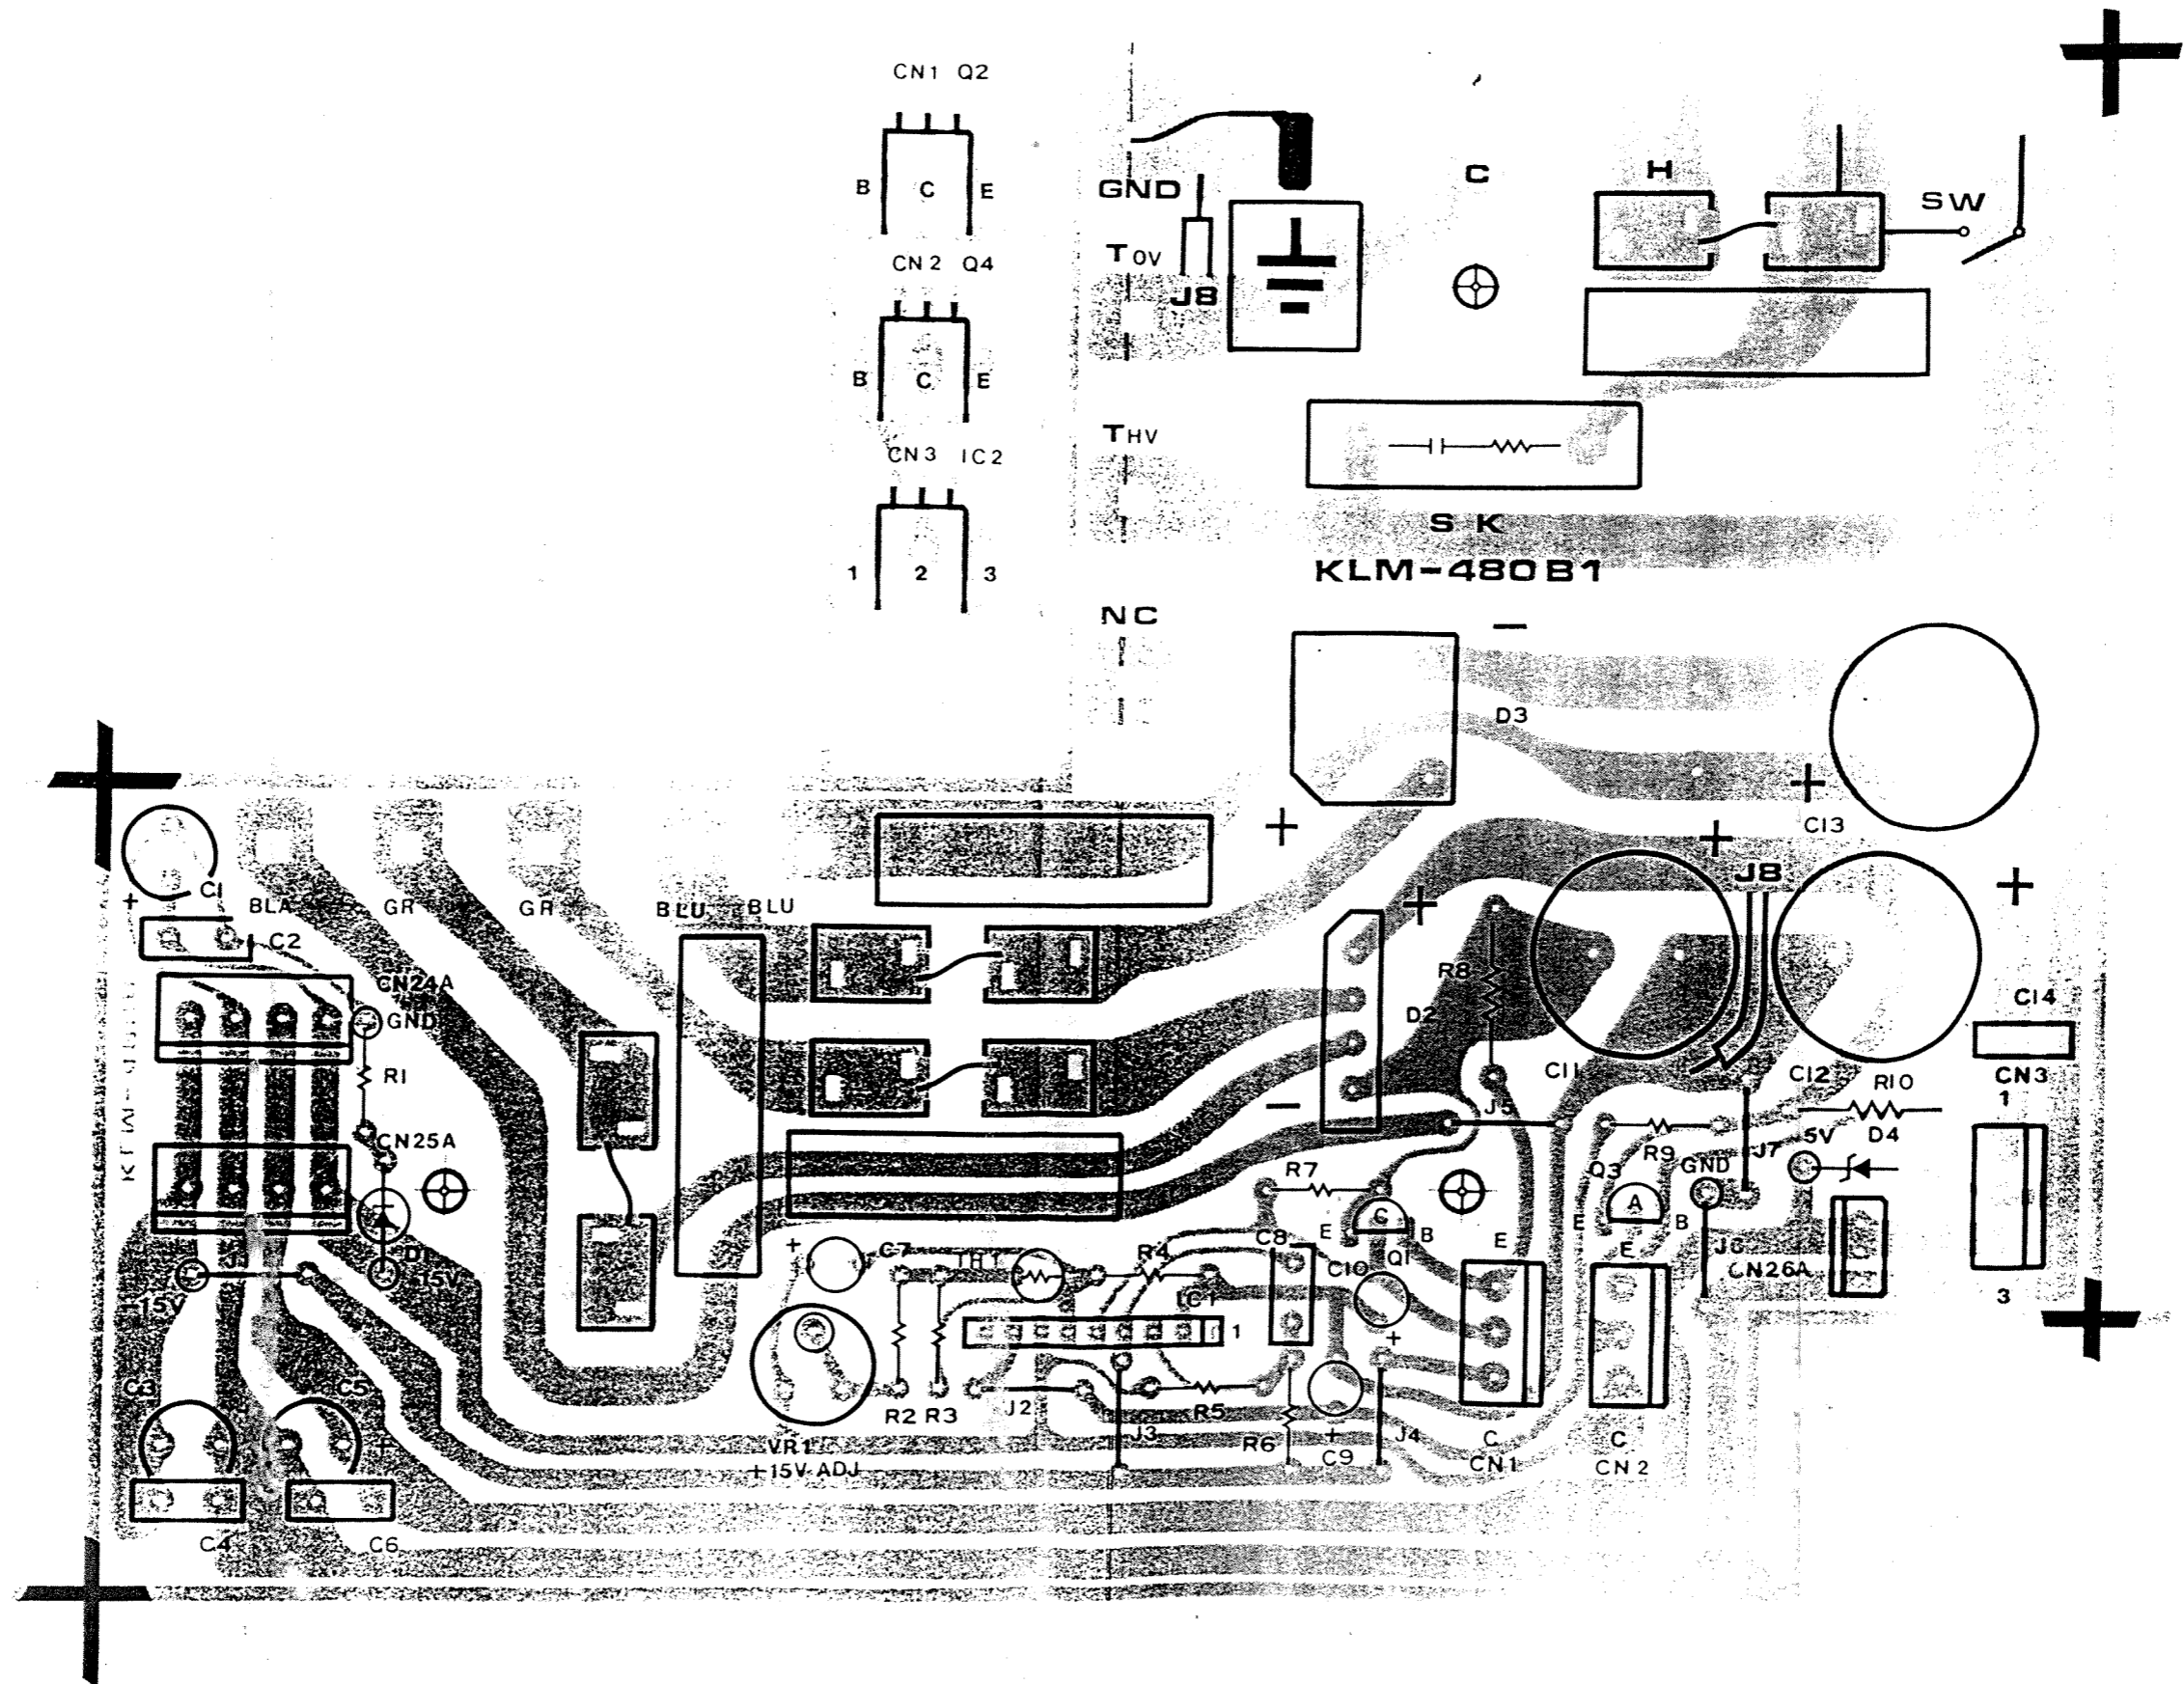 CN1 Q2
B C E
GND
C
H
SW
CN2 Q4
TOV
J8
B C E
THV
CN3 IC2
S K
KLM-480B1
1 2 3
NC
−
D3
+
+
C13
+
J8
+
+
+
C1
BLA
GR
GR
BLU
BLU
C2
R8
CN24A
C14
GND
D2
C11
C12
R10
CN3
R1
−
J5
1
CN25A
5V
D4
R9
J7
Q3
GND
R7
A
C
E
B
E
B
E
E
+
C7
TH1
R4
C8
C10
Q1
J6
CN26A
D1
-15V
+15V
IC1
1
+
3
C3
C5
R2 R3
J2
R5
+
VR1
+15V ADJ
J3
R6
+
C9
J4
C
CN1
C
CN2
C4
C6